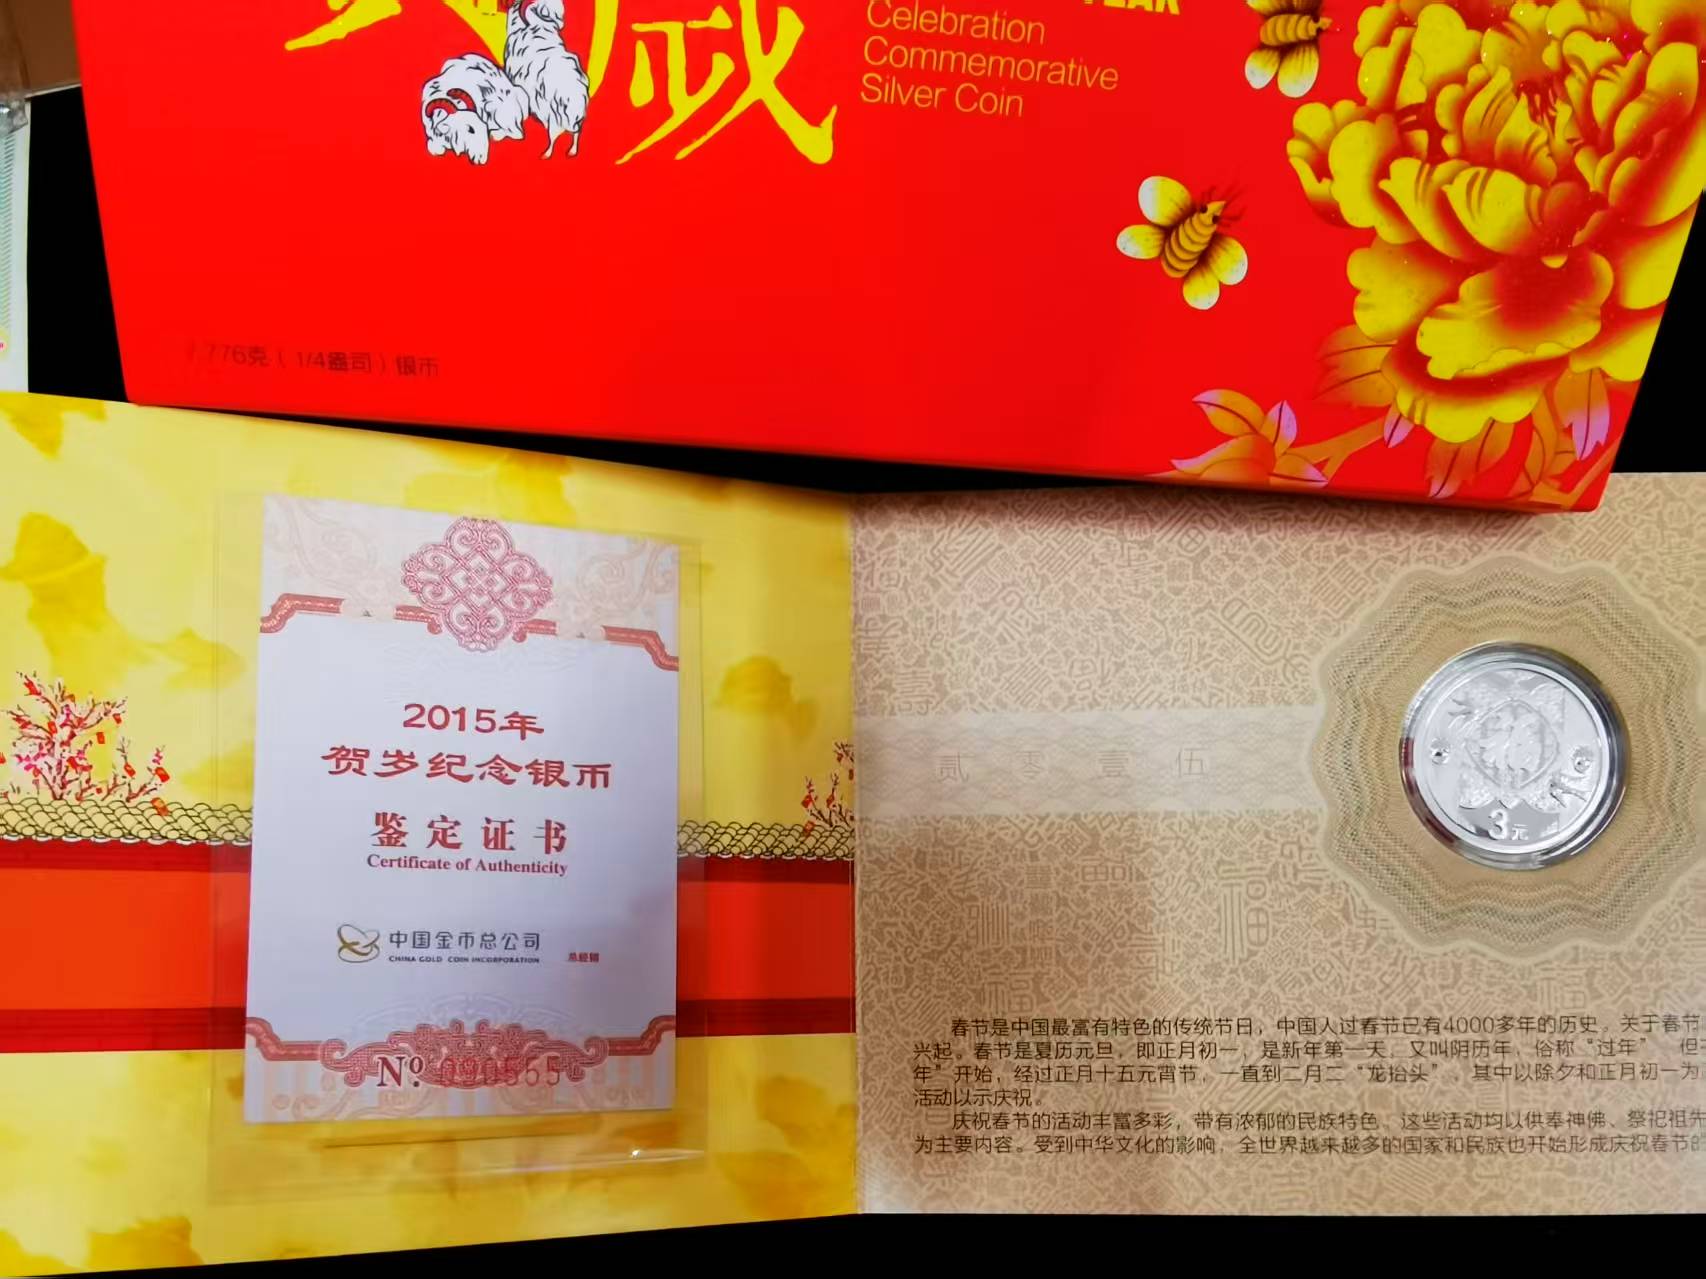 岁
YEAR
Celebration
Commemorative
Silver Coin
7.776克（1/4盎司）银币
2015年
贺岁纪念银币
鉴定证书
Certificate of Authenticity
中国金币总公司
CHINA GOLD COIN INCORPORATION
总经销
贰零壹伍
3元
春节是中国最富有特色的传统节日，中国人过春节已有4000多年的历史。关于春节
兴起。春节是夏历元旦，即正月初一，是新年第一天，又叫阴历年，俗称“过年”，但
年”开始，经过正月十五元宵节，一直到二月二“龙抬头”，其中以除夕和正月初一为
活动以示庆祝。
庆祝春节的活动丰富多彩，带有浓郁的民族特色，这些活动均以供奉神佛、祭祀祖先
为主要内容。受到中华文化的影响，全世界越来越多的国家和民族也开始形成庆祝春节的